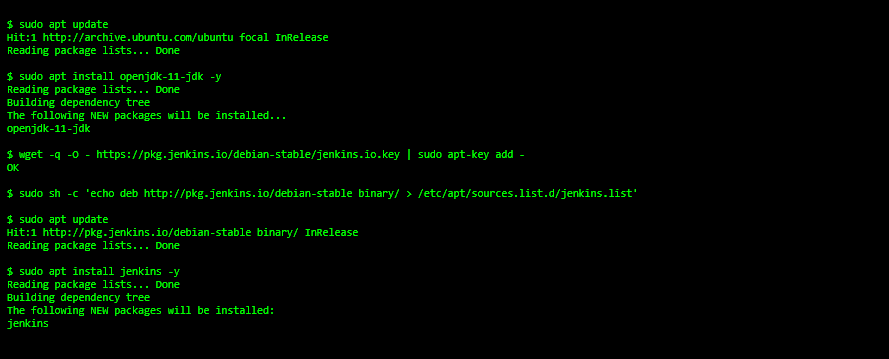 $ sudo apt update
Hit:1 http://archive.ubuntu.com/ubuntu focal InRelease
Reading package lists... Done
$ sudo apt install openjdk-11-jdk -y
Reading package lists... Done
Building dependency tree
The following NEW packages will be installed...
openjdk-11-jdk
$ wget -q -O - https://pkg.jenkins.io/debian-stable/jenkins.io.key | sudo apt-key add -
OK
$ sudo sh -c 'echo deb http://pkg.jenkins.io/debian-stable binary/ > /etc/apt/sources.list.d/jenkins.list'
$ sudo apt update
Hit:1 http://pkg.jenkins.io/debian-stable binary/ InRelease
Reading package lists... Done
$ sudo apt install jenkins -y
Reading package lists... Done
Building dependency tree
The following NEW packages will be installed:
jenkins